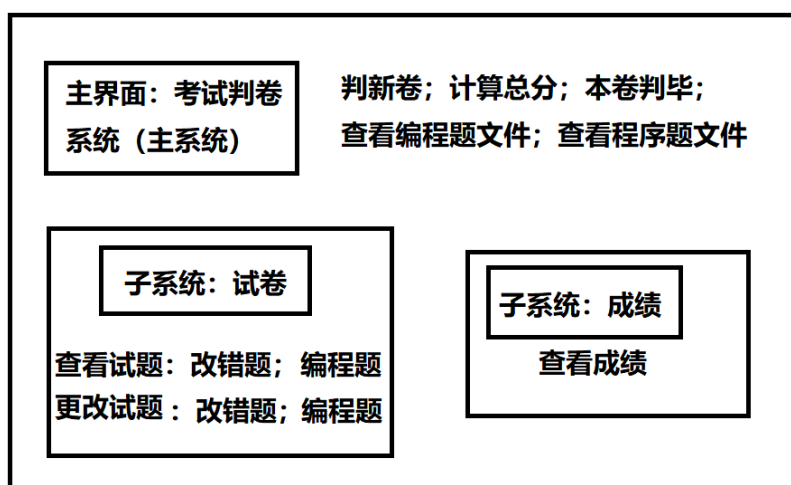 主界面：考试判卷
系统（主系统）
判新卷；计算总分；本卷判毕；
查看编程题文件；查看程序题文件
子系统：试卷
查看试题：改错题；编程题
更改试题：改错题；编程题
子系统：成绩
查看成绩